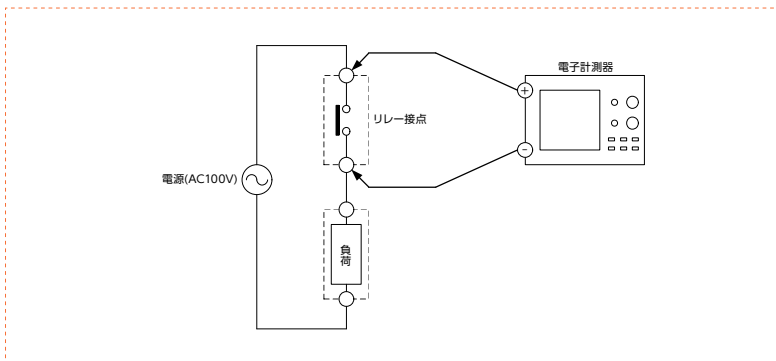 電子計測器
+
リレー接点
-
電源(AC100V)
負荷